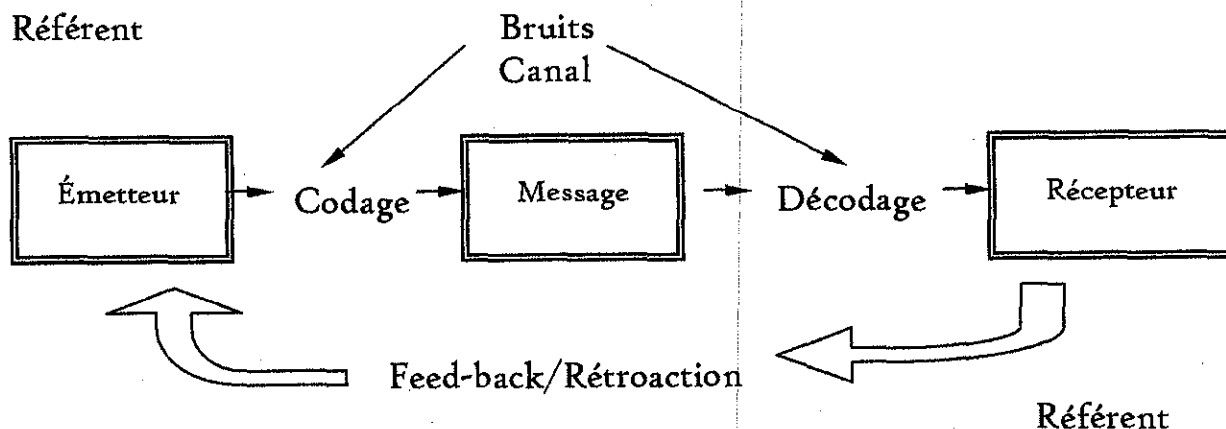 Référent
Bruits
Canal
Émetteur
Codage
Message
Décodage
Récepteur
Feed-back/Rétroaction
Référent